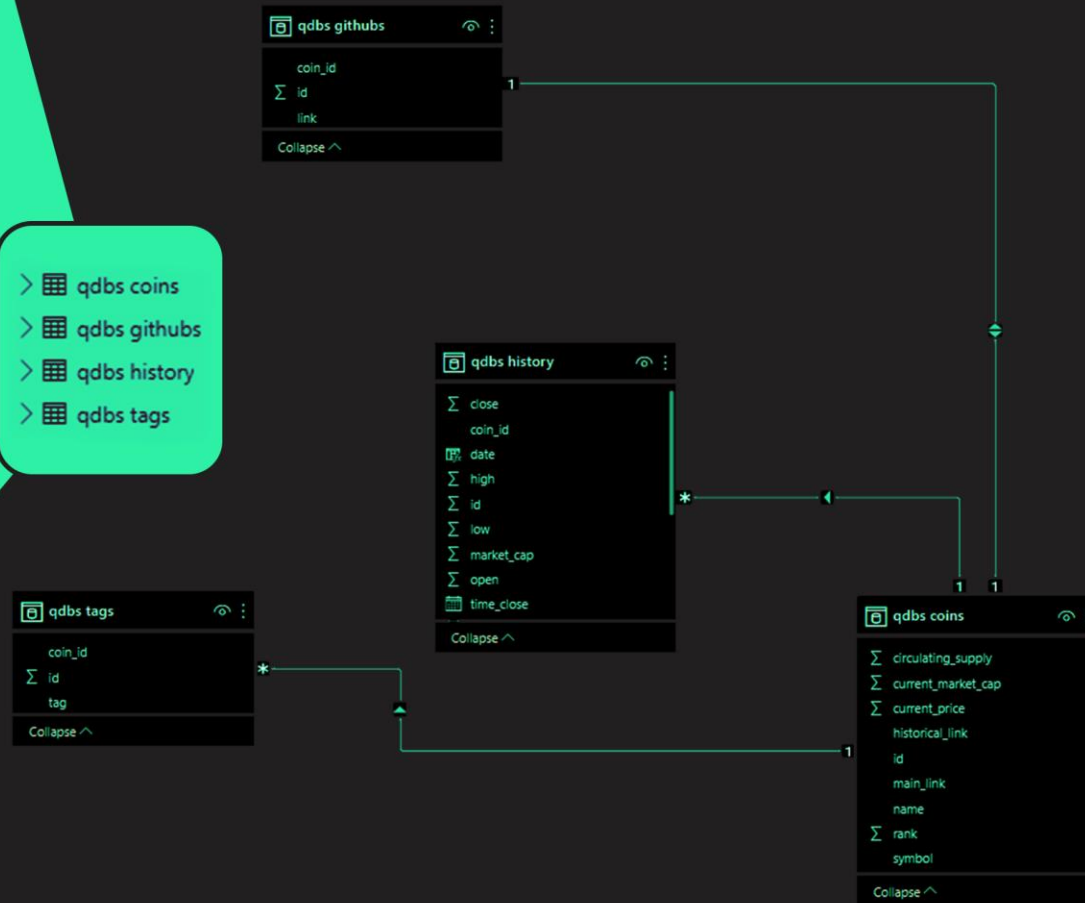 qdbs githubs
coin_id
Σ id
link
Collapse
1
qdbs coins
qdbs githubs
qdbs history
qdbs tags
qdbs history
Σ close
coin_id
date
Σ high
Σ id
Σ low
Σ market_cap
Σ open
time_close
Collapse
*
1 1
qdbs tags
coin_id
Σ id
tag
Collapse
*
1
qdbs coins
Σ circulating_supply
Σ current_market_cap
Σ current_price
historical_link
id
main_link
name
Σ rank
symbol
Collapse